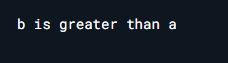 b is greater than a